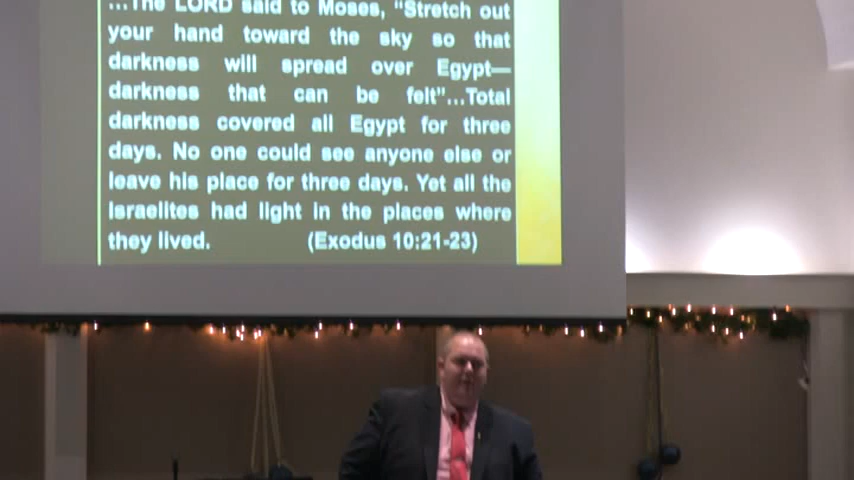 ...The LORD said to Moses, "Stretch out
your hand toward the sky so that
darkness will spread over Egypt—
darkness that can be felt"...Total
darkness covered all Egypt for three
days. No one could see anyone else or
leave his place for three days. Yet all the
Israelites had light in the places where
they lived. (Exodus 10:21-23)